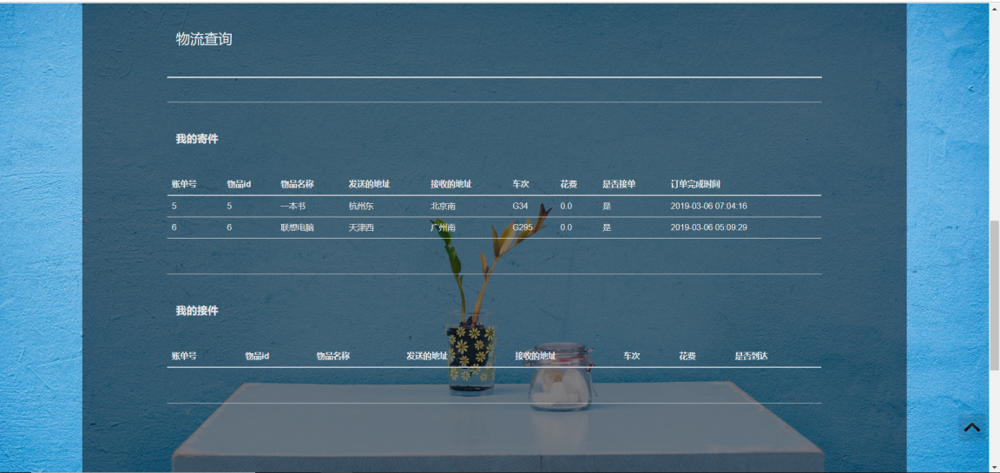 物流查询
我的寄件
账单号 物品id 物品名称 发送的地址 接收的地址 车次 花费 是否接单 订单完成时间
5 5 一本书 杭州东 北京南 G34 0.0 是 2019-03-06 07:04:16
6 6 联想电脑 天津西 广州南 G295 0.0 是 2019-03-06 05:09:29
我的接件
账单号 物品id 物品名称 发送的地址 接收的地址 车次 花费 是否到达